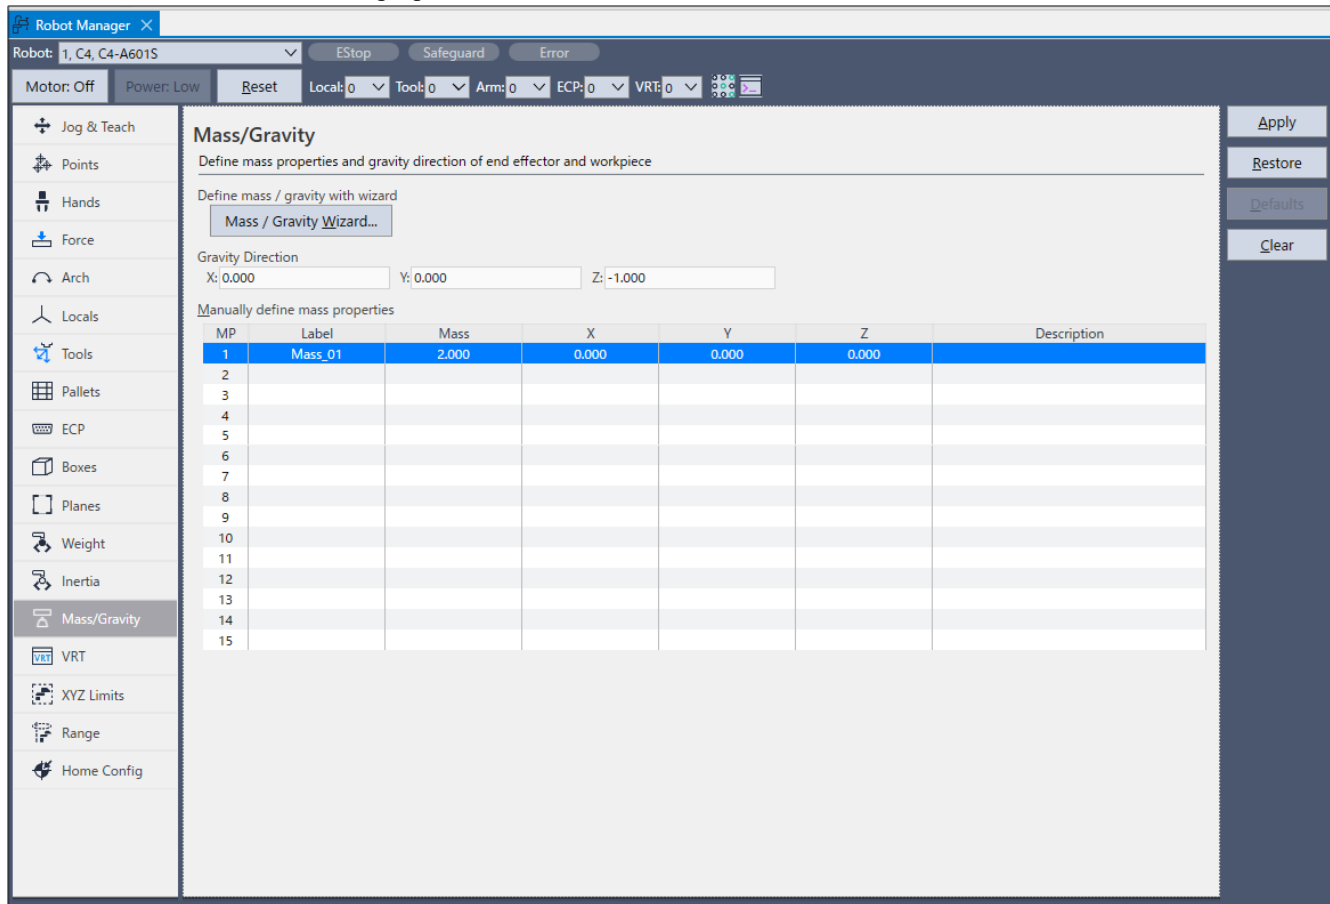 Robot Manager
Robot: 1, C4, C4-A601S EStop Safeguard Error
Motor: Off Power: Low Reset Local: 0 Tool: 0 Arm: 0 ECP: 0 VRT: 0
Jog & Teach
Points
Hands
Force
Arch
Locals
Tools
Pallets
ECP
Boxes
Planes
Weight
Inertia
Mass/Gravity
VRT
XYZ Limits
Range
Home Config
Mass/Gravity
Define mass properties and gravity direction of end effector and workpiece
Define mass / gravity with wizard
Mass / Gravity Wizard...
Gravity Direction
X: 0.000 Y: 0.000 Z: -1.000
Manually define mass properties
MP Label Mass X Y Z Description
1 Mass_01 2.000 0.000 0.000 0.000
2
3
4
5
6
7
8
9
10
11
12
13
14
15
Apply
Restore
Defaults
Clear